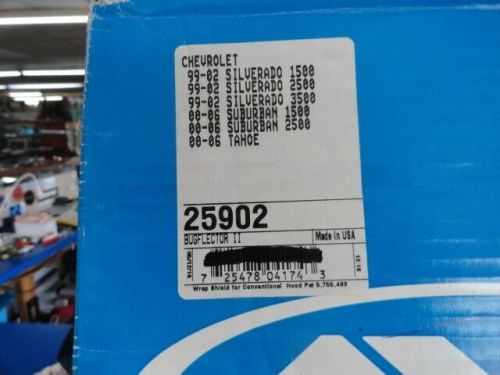 CHEVROLET
99-02 SILVERADO 1500
99-02 SILVERADO 2500
99-02 SILVERADO 3500
00-06 SUBURBAN 1500
00-06 SUBURBAN 2500
00-06 TAHOE
25902
BUGFLECTOR II
Made In USA
7 25478 04174 3
Wrap Shield for Conventional Hood Pat 5,755,483